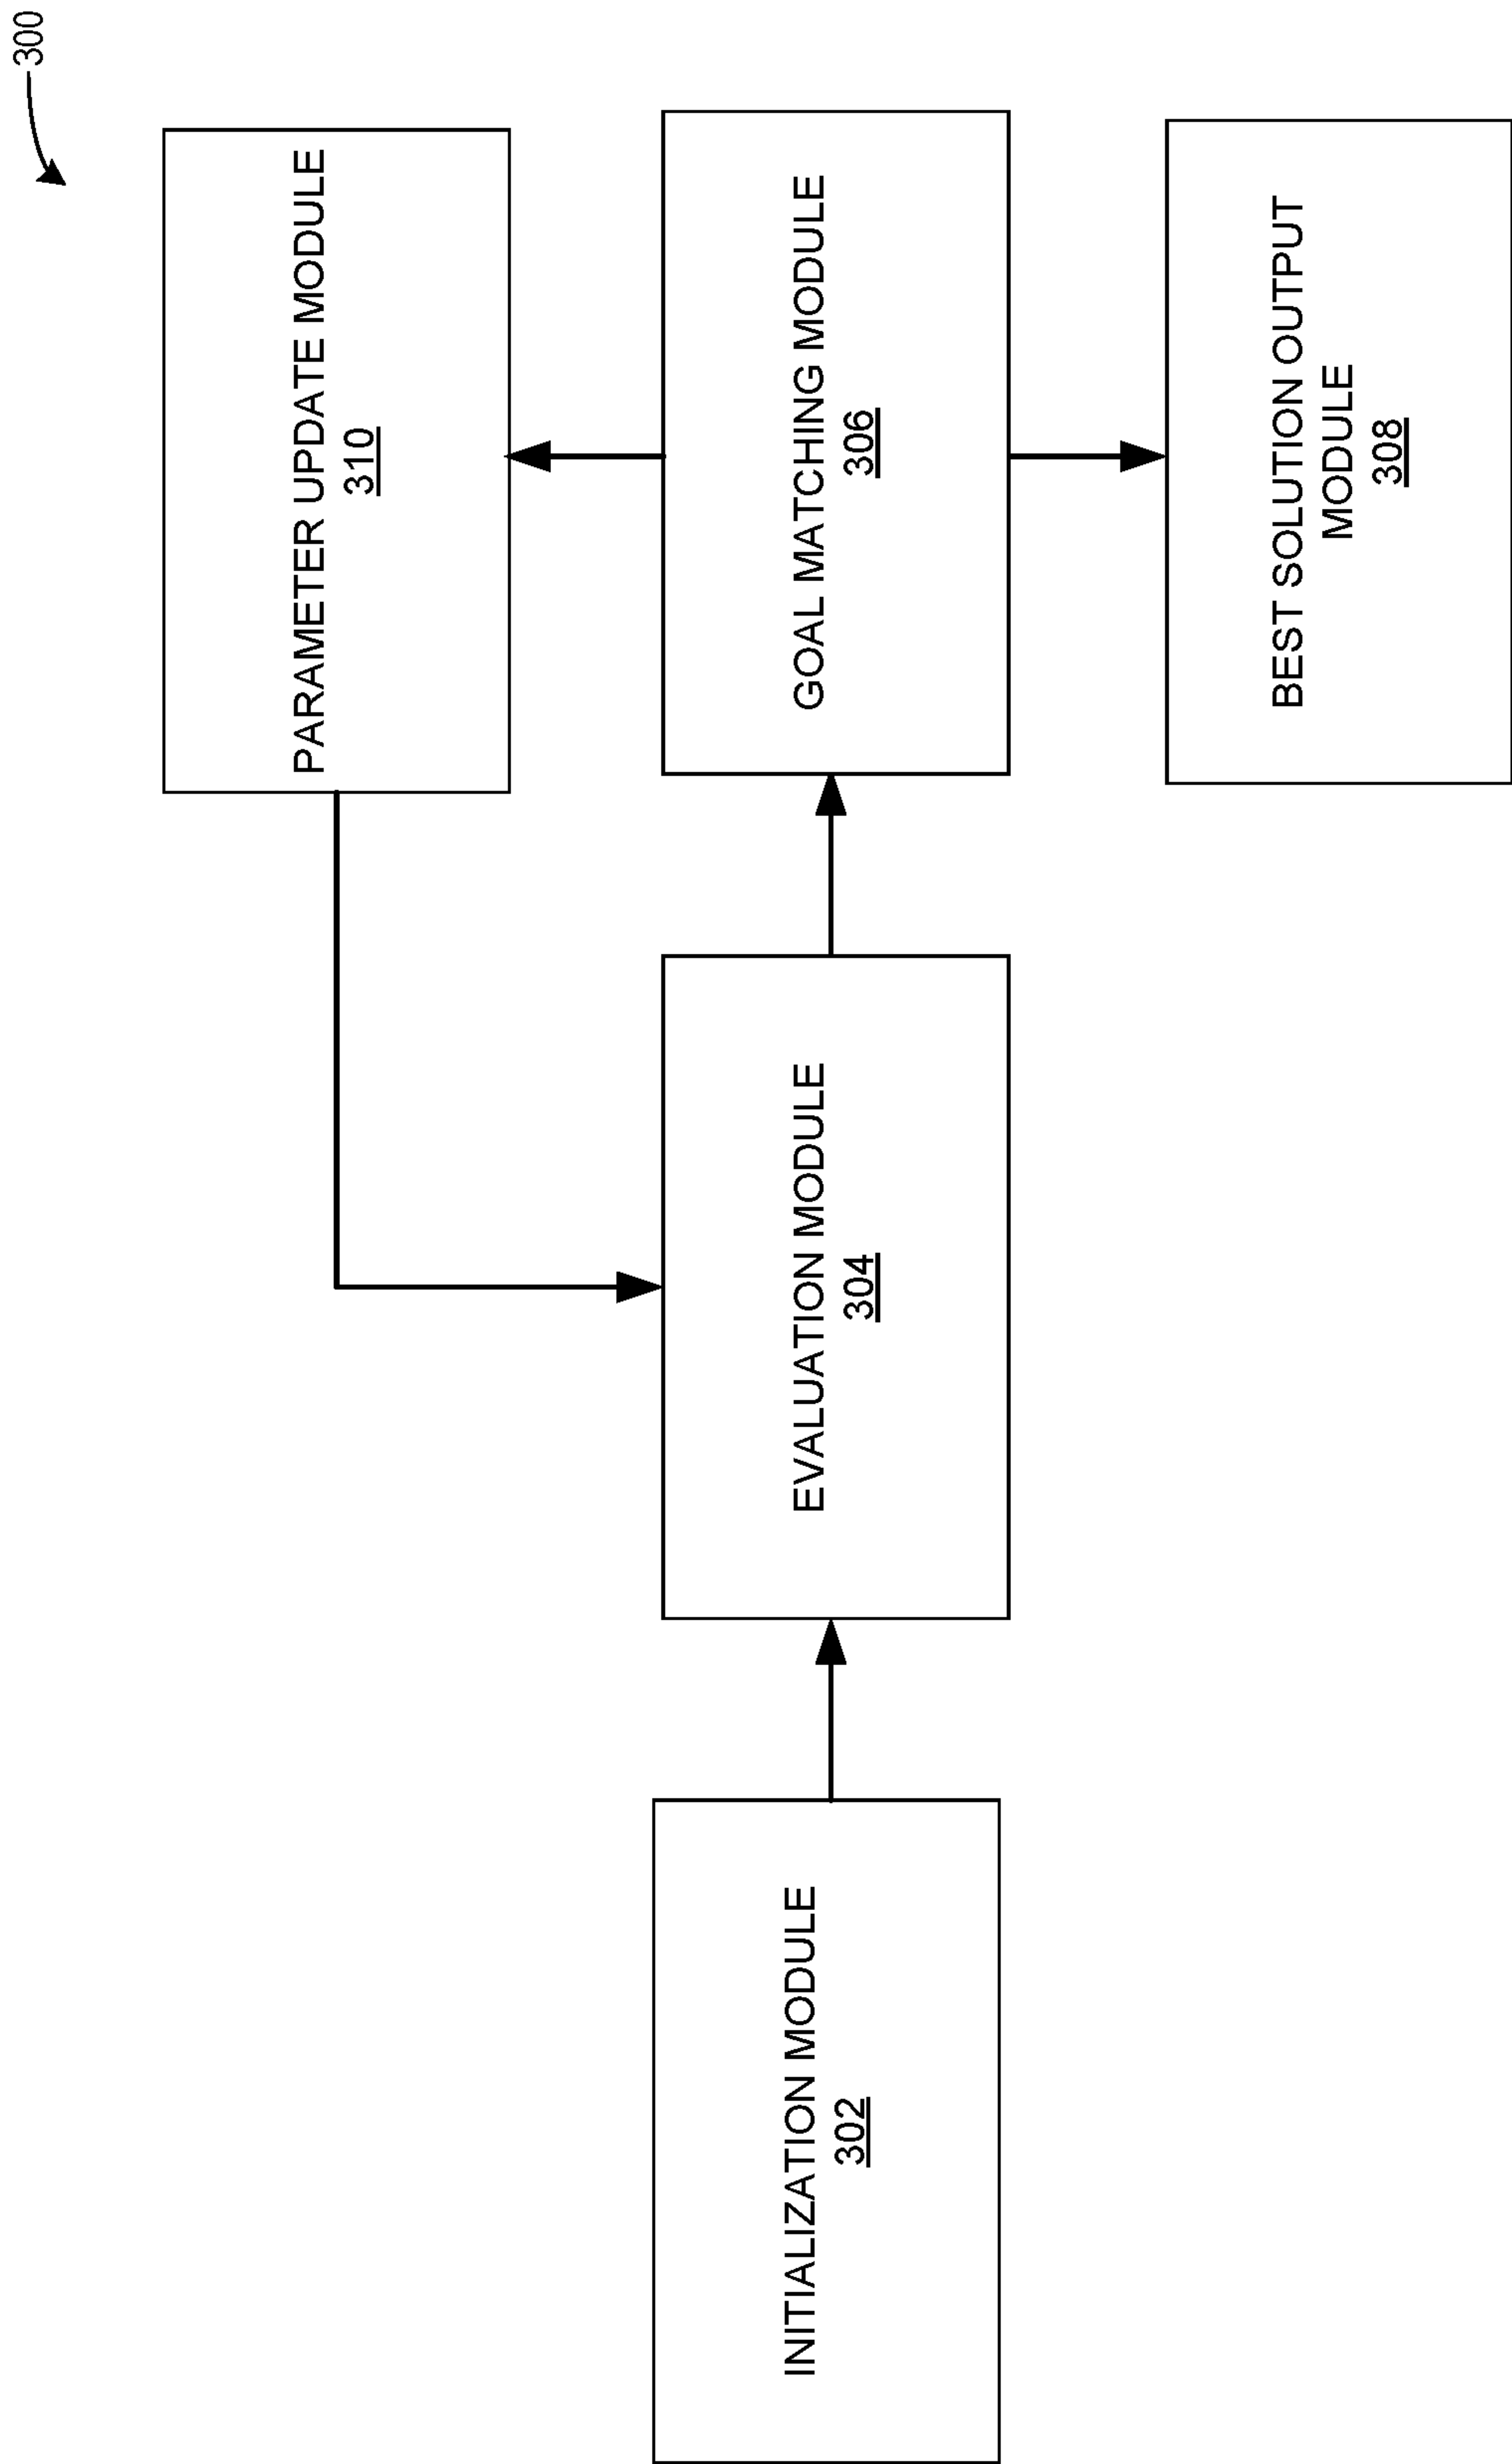 300
INITIALIZATION MODULE
302
EVALUATION MODULE
304
PARAMETER UPDATE MODULE
310
GOAL MATCHING MODULE
306
BEST SOLUTION OUTPUT
MODULE
308